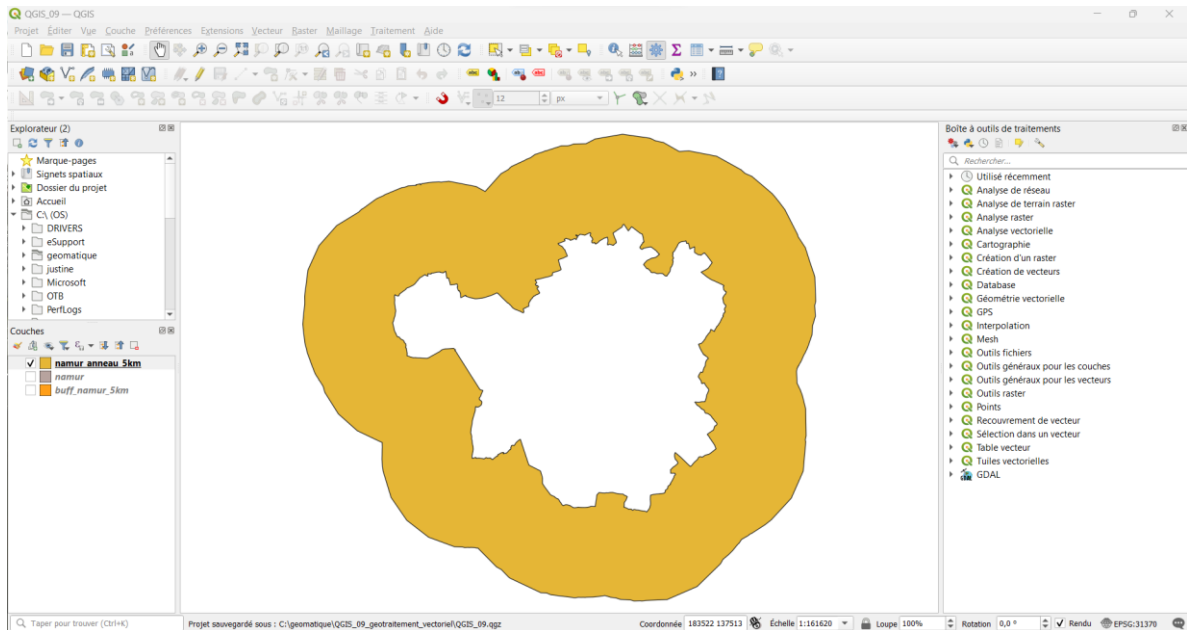 QGIS_09 — QGIS
Projet Éditer Vue Couche Préférences Extensions Vecteur Raster Maillage Traitement Aide
12 px
Explorateur (2)
Marque-pages
Signets spatiaux
Dossier du projet
Accueil
C:\ (OS)
DRIVERS
eSupport
geomatique
justine
Microsoft
OTB
PerfLogs
Couches
namur_anneau_5km
namur
buff_namur_5km
Boîte à outils de traitements
Rechercher...
Utilisé récemment
Analyse de réseau
Analyse de terrain raster
Analyse raster
Analyse vectorielle
Cartographie
Création d'un raster
Création de vecteurs
Database
Géométrie vectorielle
GPS
Interpolation
Mesh
Outils fichiers
Outils généraux pour les couches
Outils généraux pour les vecteurs
Outils raster
Points
Recouvrement de vecteur
Sélection dans un vecteur
Table vecteur
Tuiles vectorielles
GDAL
Taper pour trouver (Ctrl+K) Projet sauvegardé sous : C:\geomatique\QGIS_09_geotraitement_vectoriel\QGIS_09.qgz Coordonnée 183522 137513 Échelle 1:161620 Loupe 100% Rotation 0,0 ° Rendu EPSG:31370